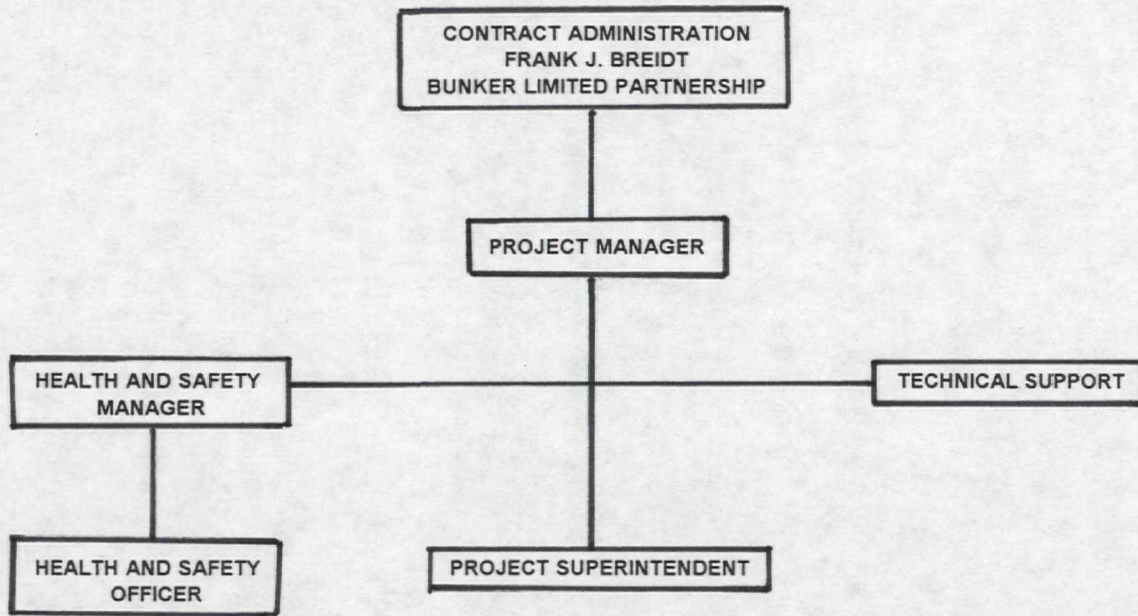 CONTRACT ADMINISTRATION
FRANK J. BREIDT
BUNKER LIMITED PARTNERSHIP
PROJECT MANAGER
HEALTH AND SAFETY
MANAGER
TECHNICAL SUPPORT
HEALTH AND SAFETY
OFFICER
PROJECT SUPERINTENDENT